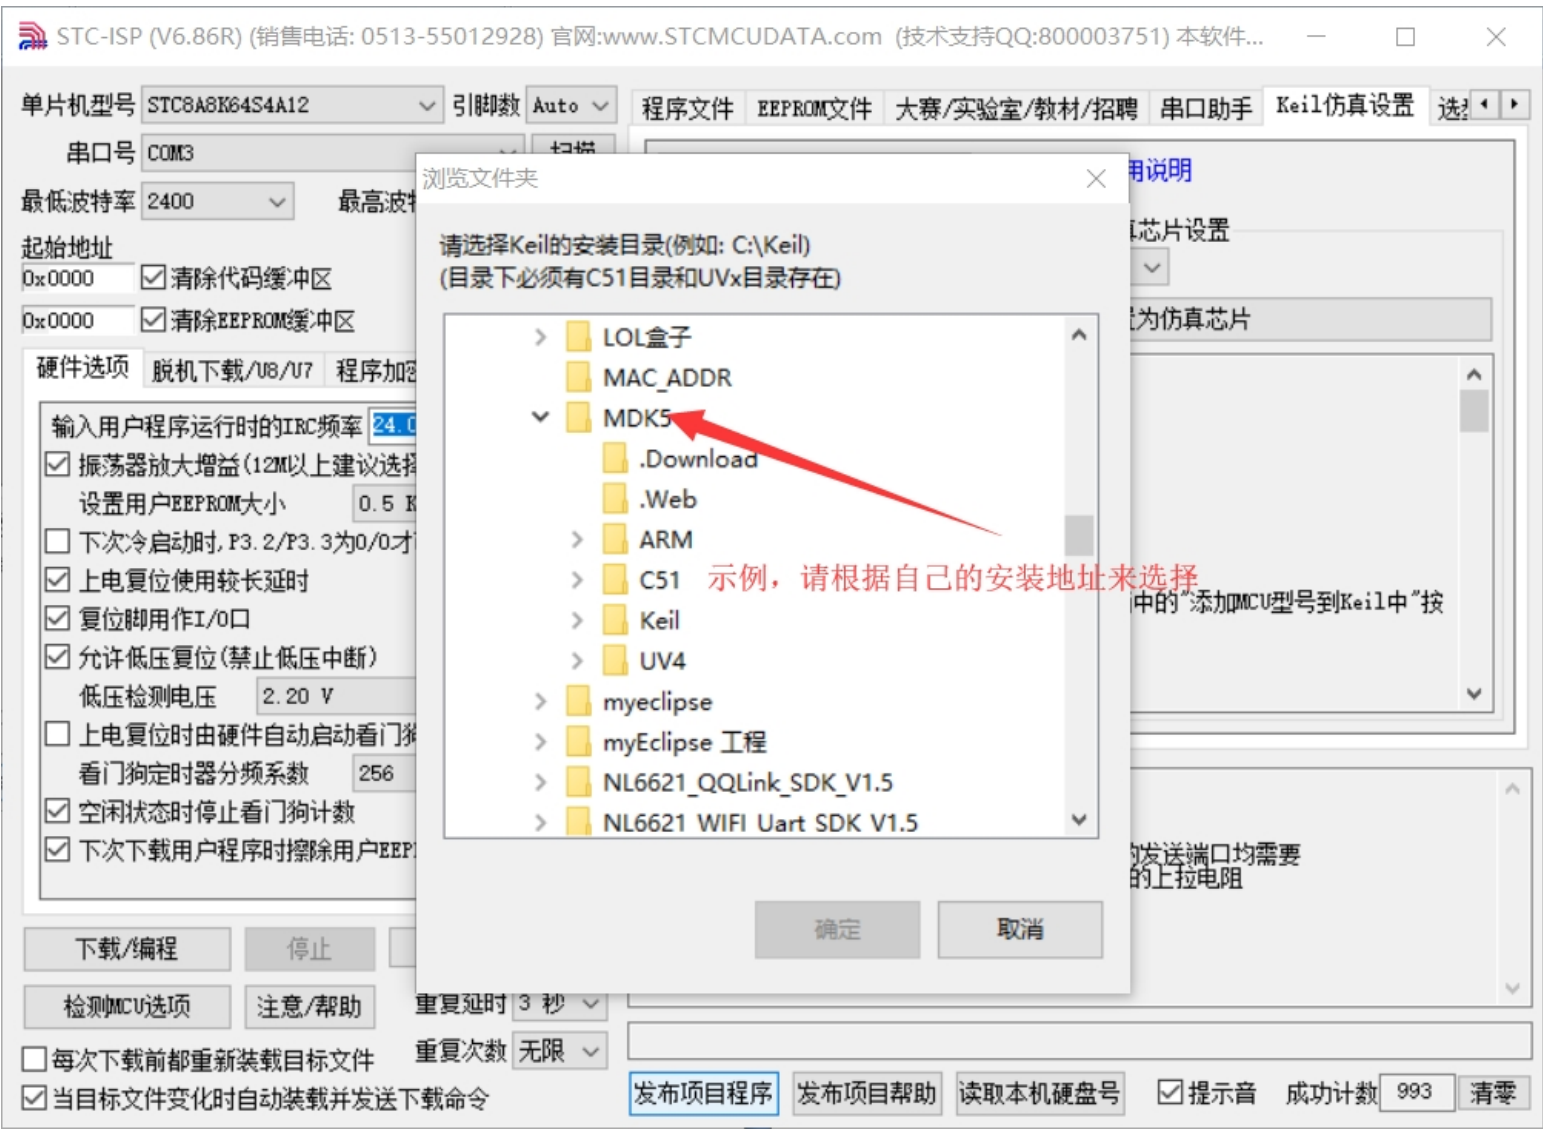 STC-ISP (V6.86R) (销售电话: 0513-55012928) 官网:www.STCMCUDATA.com (技术支持QQ:800003751) 本软件...
单片机型号 STC8A8K64S4A12 引脚数 Auto
程序文件 EEPROM文件 大赛/实验室/教材/招聘 串口助手 Keil仿真设置
串口号 COM3 扫描
最低波特率 2400 最高波
起始地址
0x0000 清除代码缓冲区
0x0000 清除EEPROM缓冲区
硬件选项 脱机下载/U8/U7 程序加密
输入用户程序运行时的IRC频率 24.0
振荡器放大增益(12M以上建议选择
设置用户EEPROM大小 0.5 K
下次冷启动时,P3.2/P3.3为0/0才
上电复位使用较长延时
复位脚用作I/O口
允许低压复位(禁止低压中断)
低压检测电压 2.20 V
上电复位时由硬件自动启动看门狗
看门狗定时器分频系数 256
空闲状态时停止看门狗计数
下次下载用户程序时擦除用户EEP
下载/编程 停止
检测MCU选项 注意/帮助
重复延时 3 秒
每次下载前都重新装载目标文件
重复次数 无限
当目标文件变化时自动装载并发送下载命令
浏览文件夹
请选择Keil的安装目录(例如: C:\Keil)
(目录下必须有C51目录和UVx目录存在)
LOL盒子
MAC_ADDR
MDK5
.Download
.Web
ARM
C51
示例，请根据自己的安装地址来选择
Keil
UV4
myeclipse
myEclipse 工程
NL6621_QQLink_SDK_V1.5
NL6621_WIFI_Uart_SDK_V1.5
确定 取消
用说明
芯片设置
为仿真芯片
中的"添加MCU型号到Keil中"按
的发送端口均需要
的上拉电阻
发布项目程序 发布项目帮助 读取本机硬盘号 提示音 成功计数 993 清零